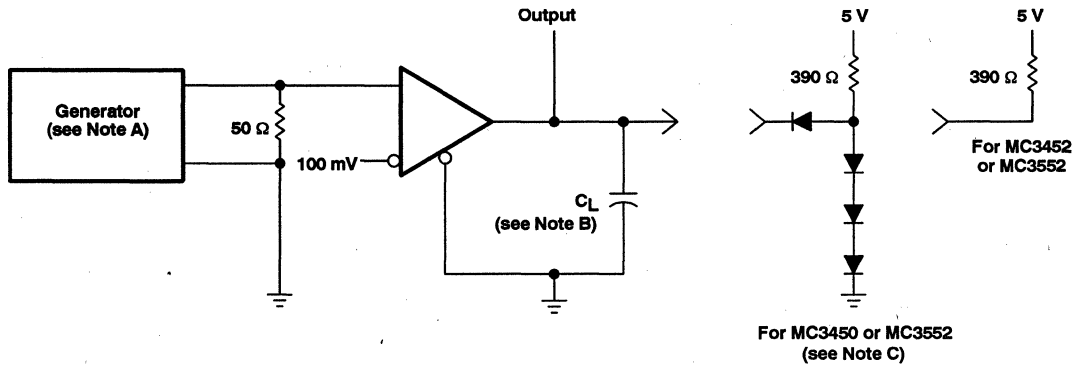 Output
5 V
5 V
390 Ω
390 Ω
Generator
(see Note A)
50 Ω
100 mV
For MC3452
or MC3552
CL
(see Note B)
For MC3450 or MC3552
(see Note C)